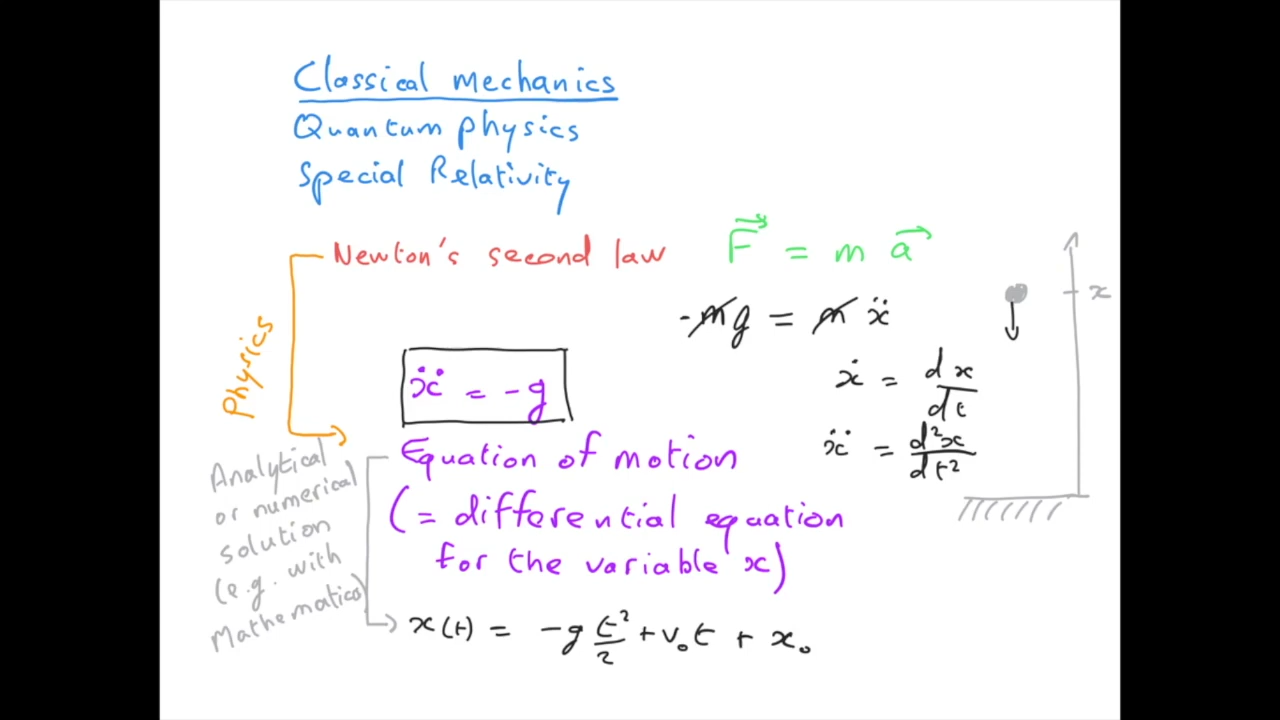 Classical mechanics
Quantum physics
Special Relativity
Newton's second law F⃗ = m a⃗
-mg = m ẍ
x
ẋ = dx/dt
ẍ = d²x/dt²
Physics
ẍ = -g
Equation of motion
(= differential equation
for the variable x)
Analytical
or numerical
solution
(e.g. with
Mathematica)
x(t) = -g t²/2 + v₀t + x₀